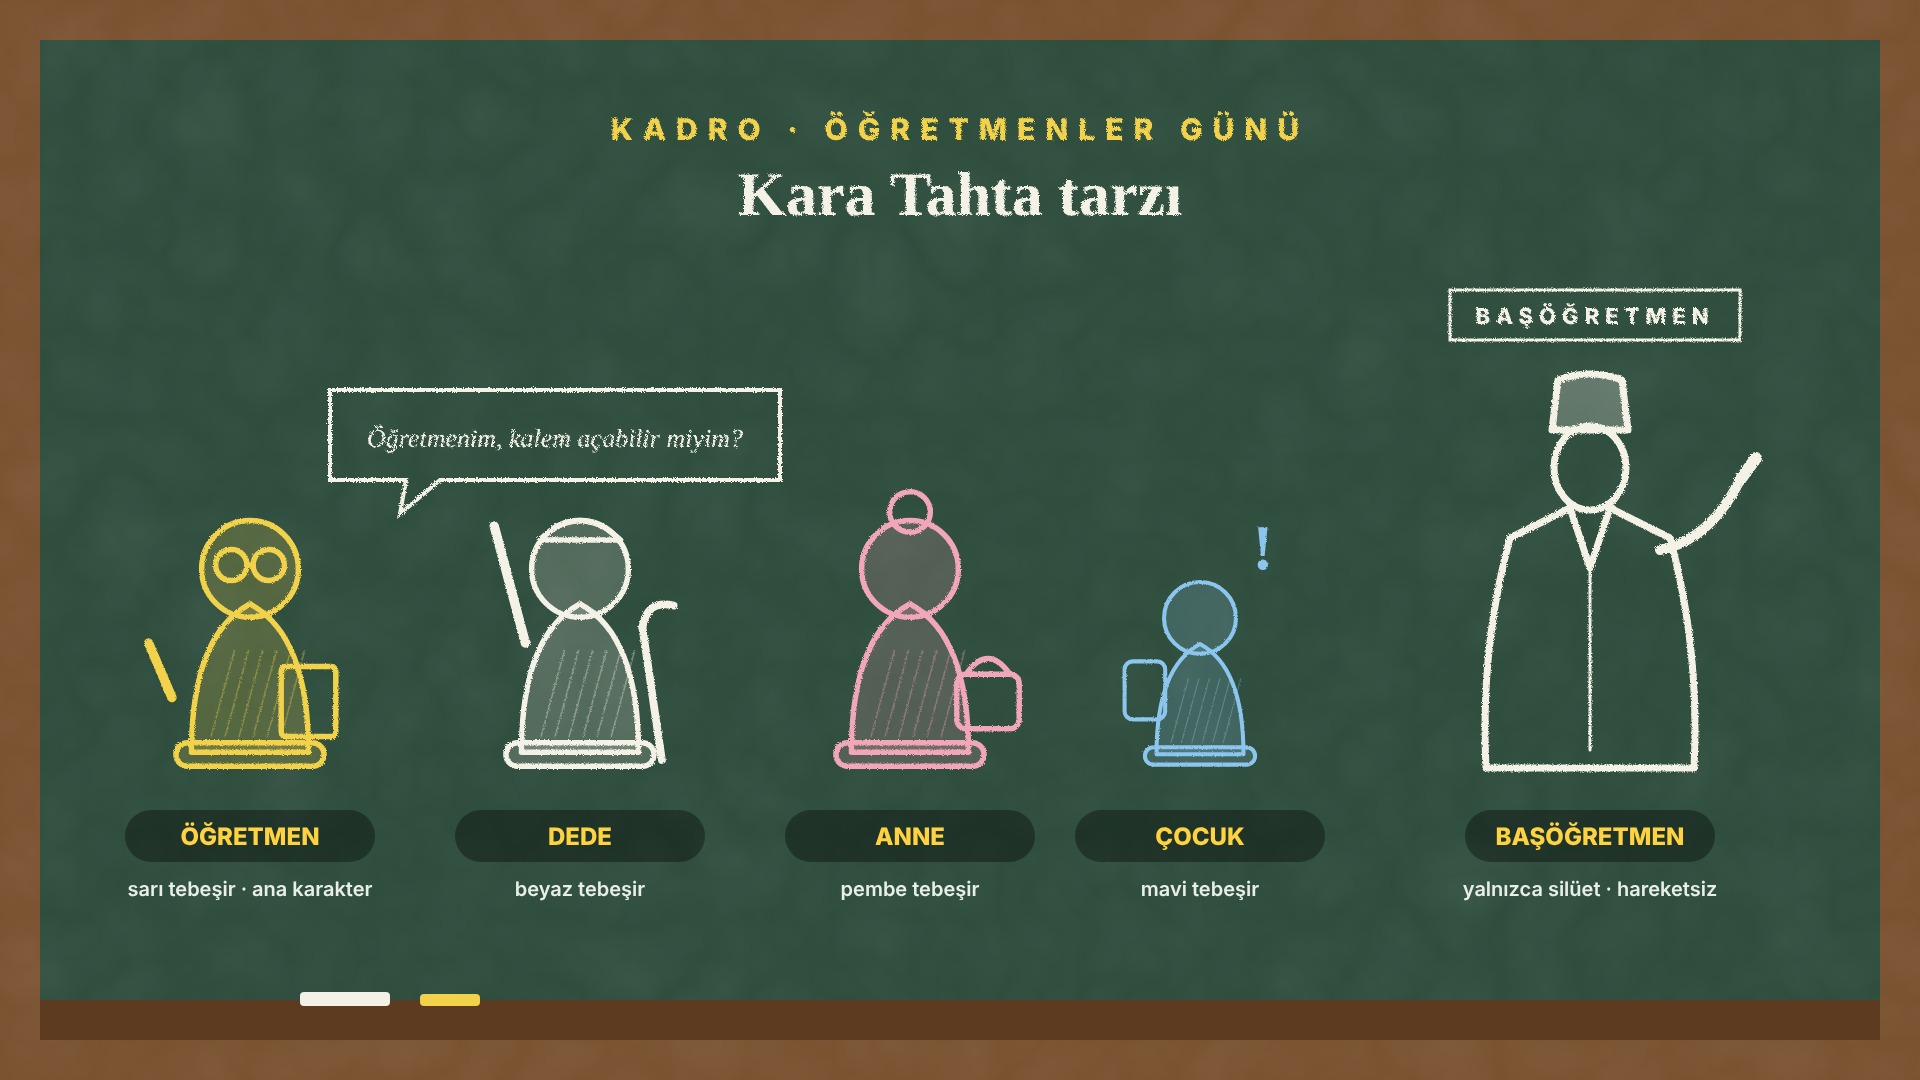 KADRO · ÖĞRETMENLER GÜNÜ
Kara Tahta tarzı
BAŞÖĞRETMEN
Öğretmenim, kalem açabilir miyim?
!
ÖĞRETMEN
DEDE
ANNE
ÇOCUK
BAŞÖĞRETMEN
sarı tebeşir · ana karakter
beyaz tebeşir
pembe tebeşir
mavi tebeşir
yalnızca silüet · hareketsiz